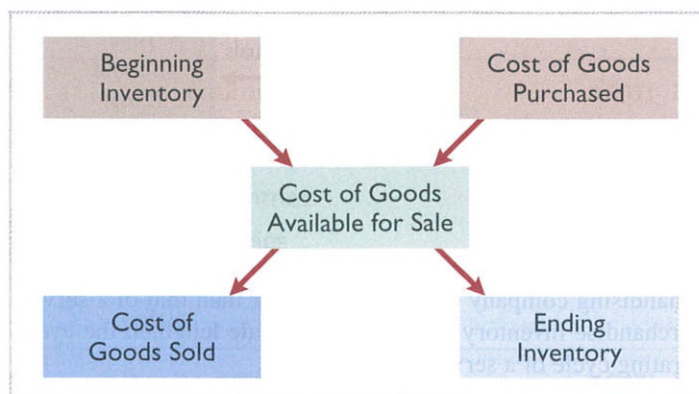 Beginning
Inventory
Cost of Goods
Purchased
Cost of Goods
Available for Sale
Cost of
Goods Sold
Ending
Inventory